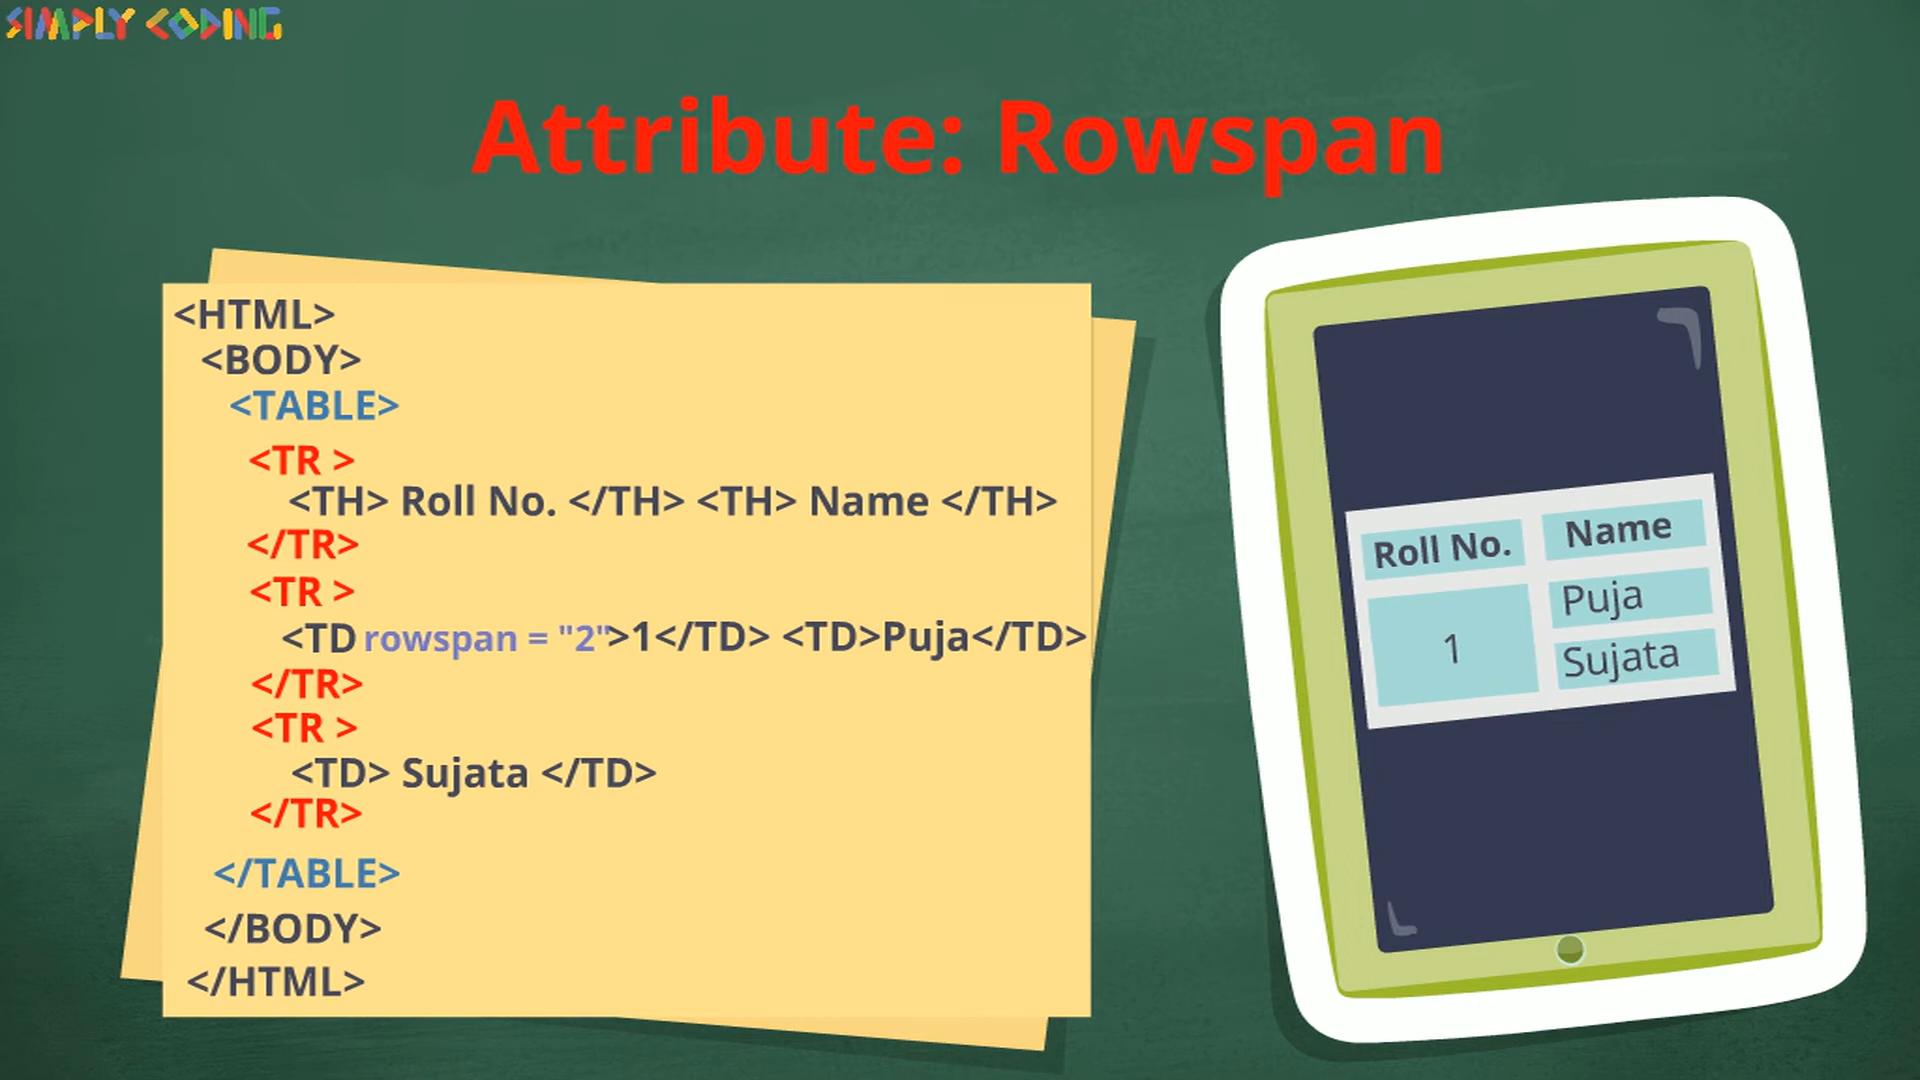 SIMPLY CODING
Attribute: Rowspan
<HTML>
<BODY>
<TABLE>
<TR >
<TH> Roll No. </TH> <TH> Name </TH>
</TR>
<TR >
<TD rowspan = "2">1</TD> <TD>Puja</TD>
</TR>
<TR >
<TD> Sujata </TD>
</TR>
</TABLE>
</BODY>
</HTML>
Roll No. Name
1 Puja
Sujata